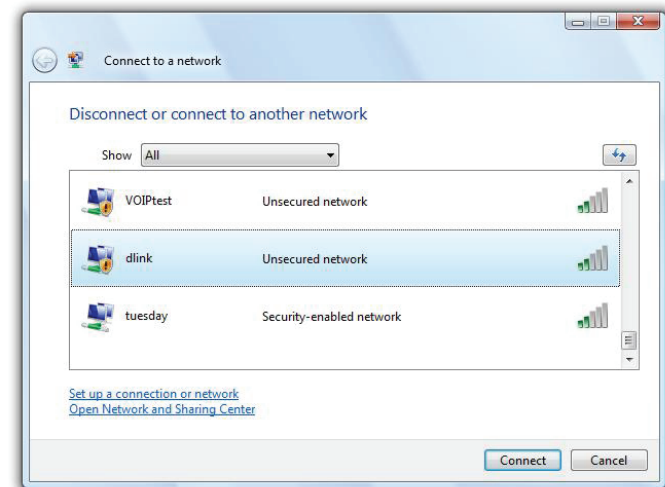 Connect to a network
Disconnect or connect to another network
Show All
VOIPtest Unsecured network
dlink Unsecured network
tuesday Security-enabled network
Set up a connection or network
Open Network and Sharing Center
Connect Cancel